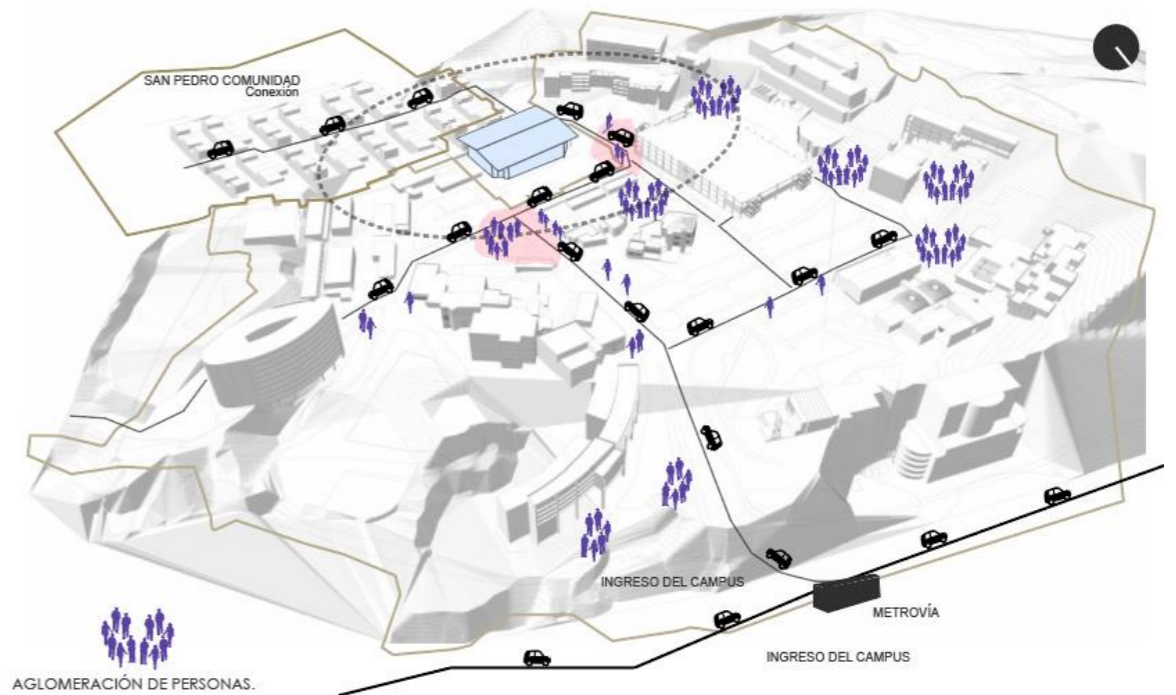 SAN PEDRO COMUNIDAD
Conexión
INGRESO DEL CAMPUS
METROVÍA
INGRESO DEL CAMPUS
AGLOMERACIÓN DE PERSONAS.